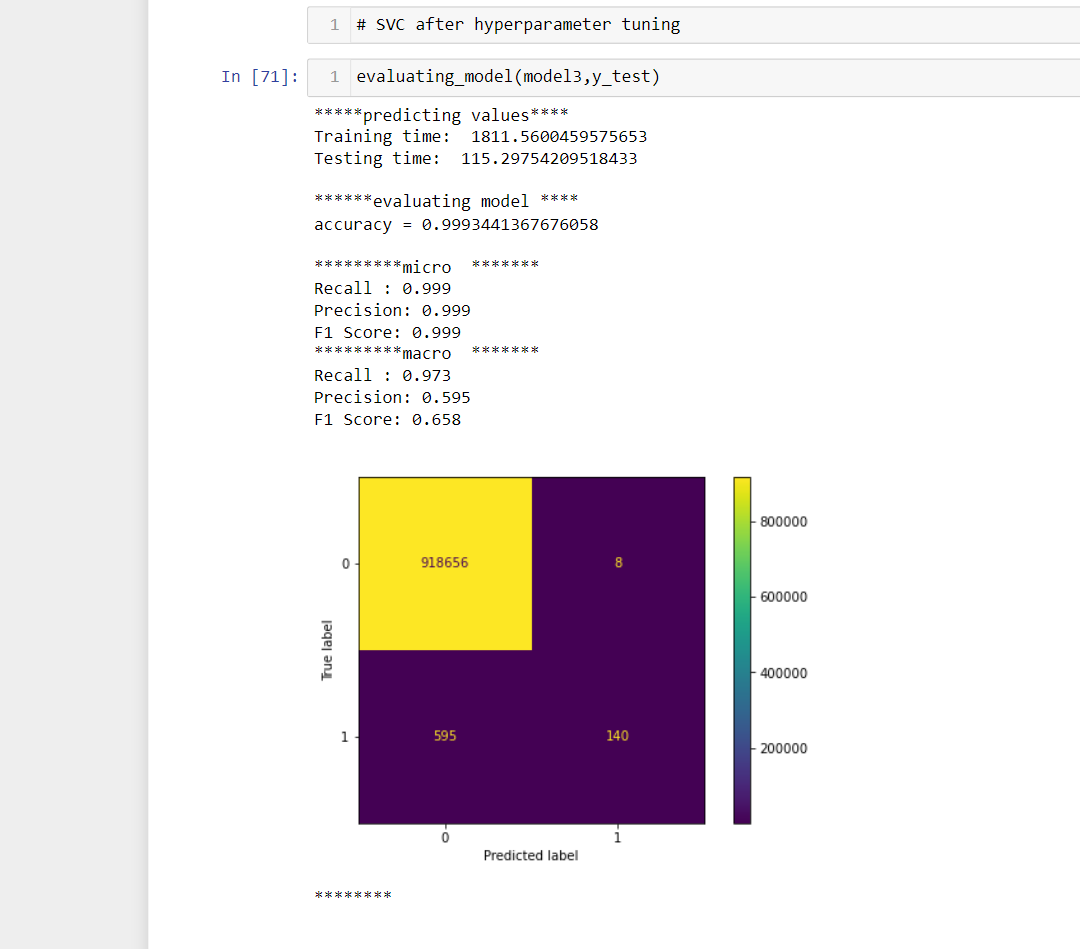 1 # SVC after hyperparameter tuning
In [71]: 1 evaluating_model(model3,y_test)
*****predicting values****
Training time:  1811.5600459575653
Testing time:  115.29754209518433
******evaluating model ****
accuracy = 0.9993441367676058
*********micro  *******
Recall : 0.999
Precision: 0.999
F1 Score: 0.999
*********macro  *******
Recall : 0.973
Precision: 0.595
F1 Score: 0.658
800000
0 918656 8
600000
True label
400000
1 595 140
200000
0 1
Predicted label
********